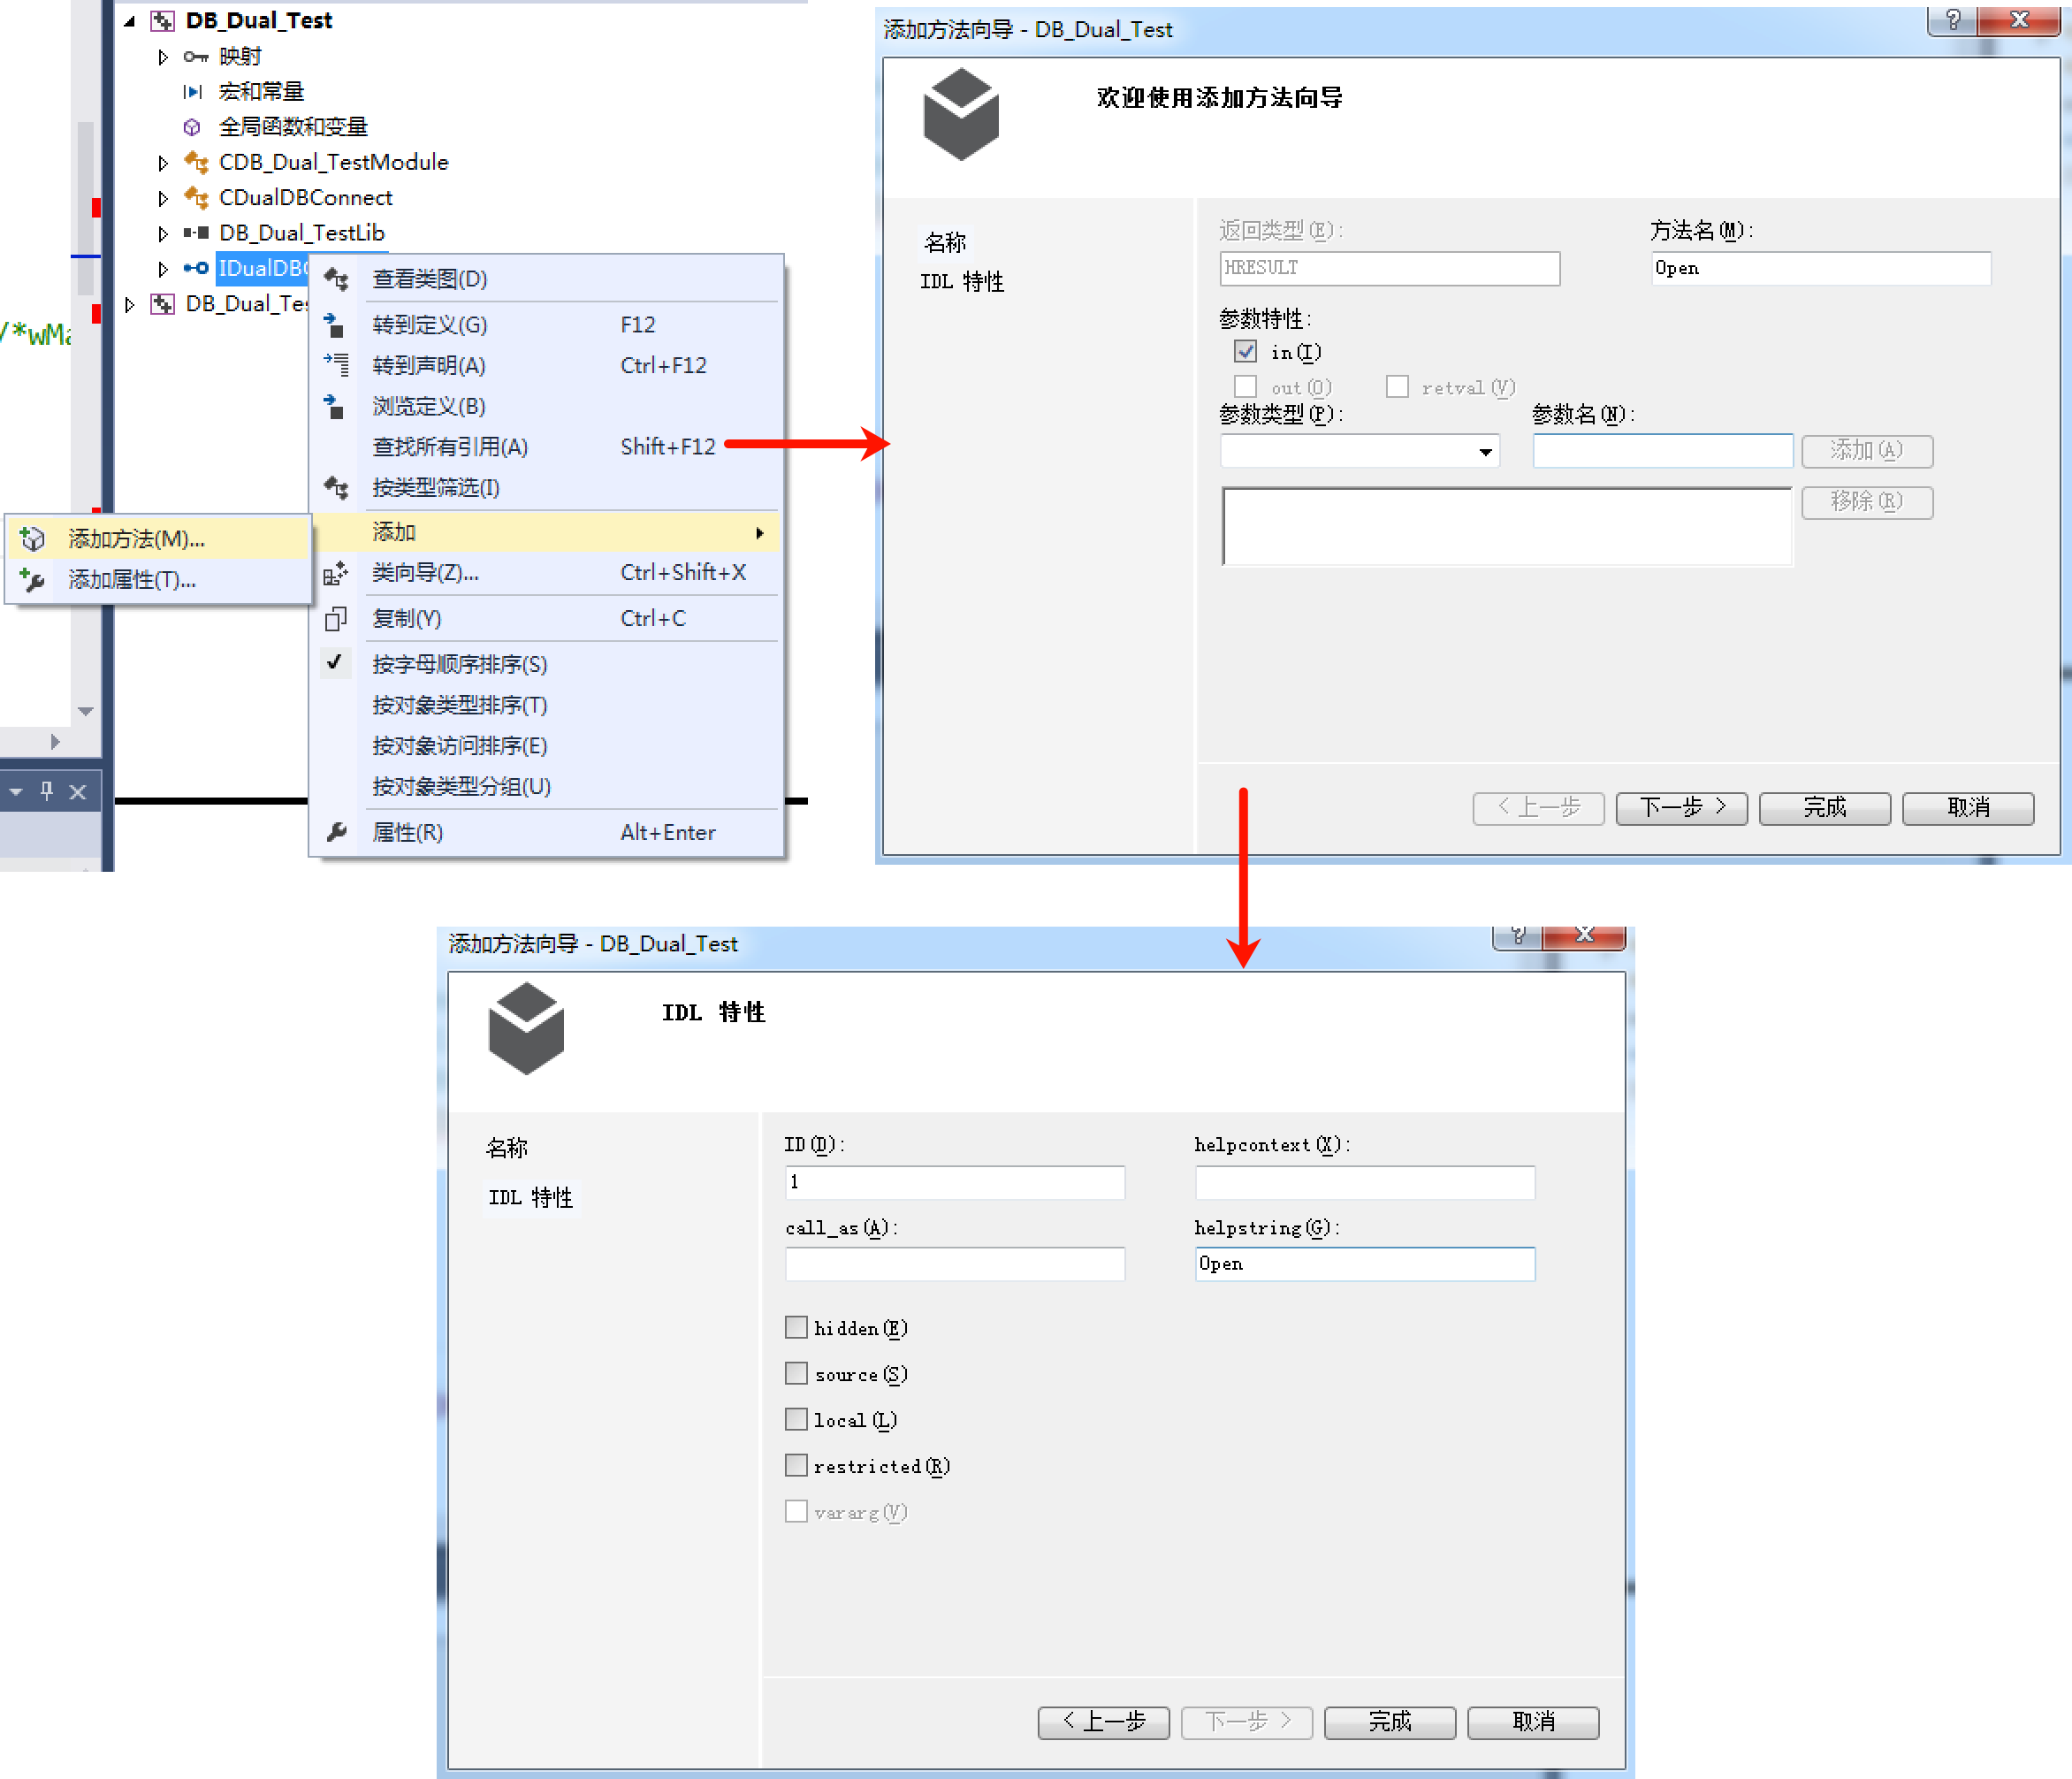 DB_Dual_Test
映射
宏和常量
全局函数和变量
CDB_Dual_TestModule
CDualDBConnect
DB_Dual_TestLib
IDualDBC
DB_Dual_Tes
/*wMa
查看类图(D)
转到定义(G) F12
转到声明(A) Ctrl+F12
浏览定义(B)
查找所有引用(A) Shift+F12
按类型筛选(I)
添加
类向导(Z)... Ctrl+Shift+X
复制(Y) Ctrl+C
按字母顺序排序(S)
按对象类型排序(T)
按对象访问排序(E)
按对象类型分组(U)
属性(R) Alt+Enter
添加方法(M)...
添加属性(T)...
添加方法向导 - DB_Dual_Test
欢迎使用添加方法向导
名称
IDL 特性
返回类型(E):
HRESULT
方法名(M):
Open
参数特性:
in(I)
out(O) retval(V)
参数类型(P): 参数名(N):
添加(A)
移除(R)
< 上一步 下一步 > 完成 取消
添加方法向导 - DB_Dual_Test
IDL 特性
名称
IDL 特性
ID(D): helpcontext(X):
1
call_as(A): helpstring(G):
Open
hidden(E)
source(S)
local(L)
restricted(R)
vararg(V)
< 上一步 下一步 > 完成 取消